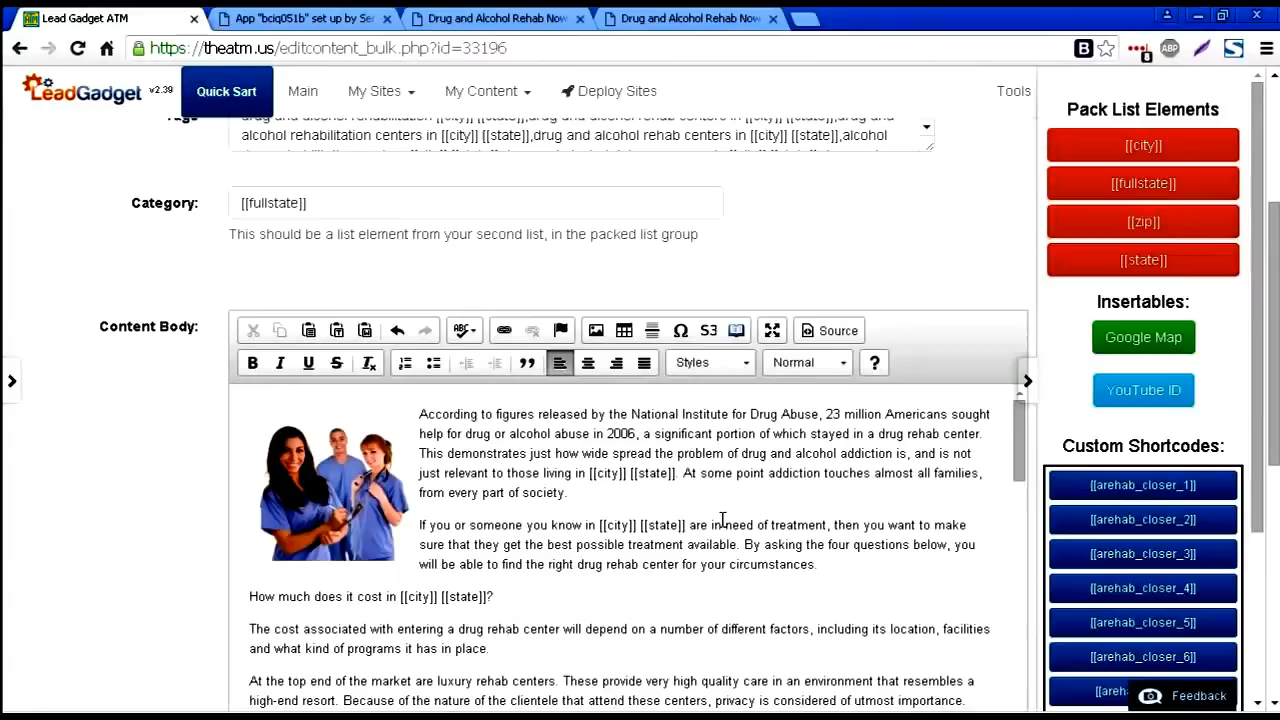 Lead Gadget ATM
App "bciq051b" set up by Ser
Drug and Alcohol Rehab Now
Drug and Alcohol Rehab Now
https://theatm.us/editcontent_bulk.php?id=33196
LeadGadget v2.39
Quick Sart
Main
My Sites
My Content
Deploy Sites
Tools
alcohol rehabilitation centers in [[city]] [[state]],drug and alcohol rehab centers in [[city]] [[state]],alcohol
Category:
[[fullstate]]
This should be a list element from your second list, in the packed list group
Content Body:
ABC
S3
Source
B I U S Tx
Styles
Normal
?
According to figures released by the National Institute for Drug Abuse, 23 million Americans sought
help for drug or alcohol abuse in 2006, a significant portion of which stayed in a drug rehab center.
This demonstrates just how wide spread the problem of drug and alcohol addiction is, and is not
just relevant to those living in [[city]] [[state]]. At some point addiction touches almost all families,
from every part of society.
If you or someone you know in [[city]] [[state]] are in need of treatment, then you want to make
sure that they get the best possible treatment available. By asking the four questions below, you
will be able to find the right drug rehab center for your circumstances.
How much does it cost in [[city]] [[state]]?
The cost associated with entering a drug rehab center will depend on a number of different factors, including its location, facilities
and what kind of programs it has in place.
At the top end of the market are luxury rehab centers. These provide very high quality care in an environment that resembles a
high-end resort. Because of the nature of the clientele that attend these centers, privacy is considered of utmost importance.
Pack List Elements
[[city]]
[[fullstate]]
[[zip]]
[[state]]
Insertables:
Google Map
YouTube ID
Custom Shortcodes:
[[arehab_closer_1]]
[[arehab_closer_2]]
[[arehab_closer_3]]
[[arehab_closer_4]]
[[arehab_closer_5]]
[[arehab_closer_6]]
[[areh
Feedback